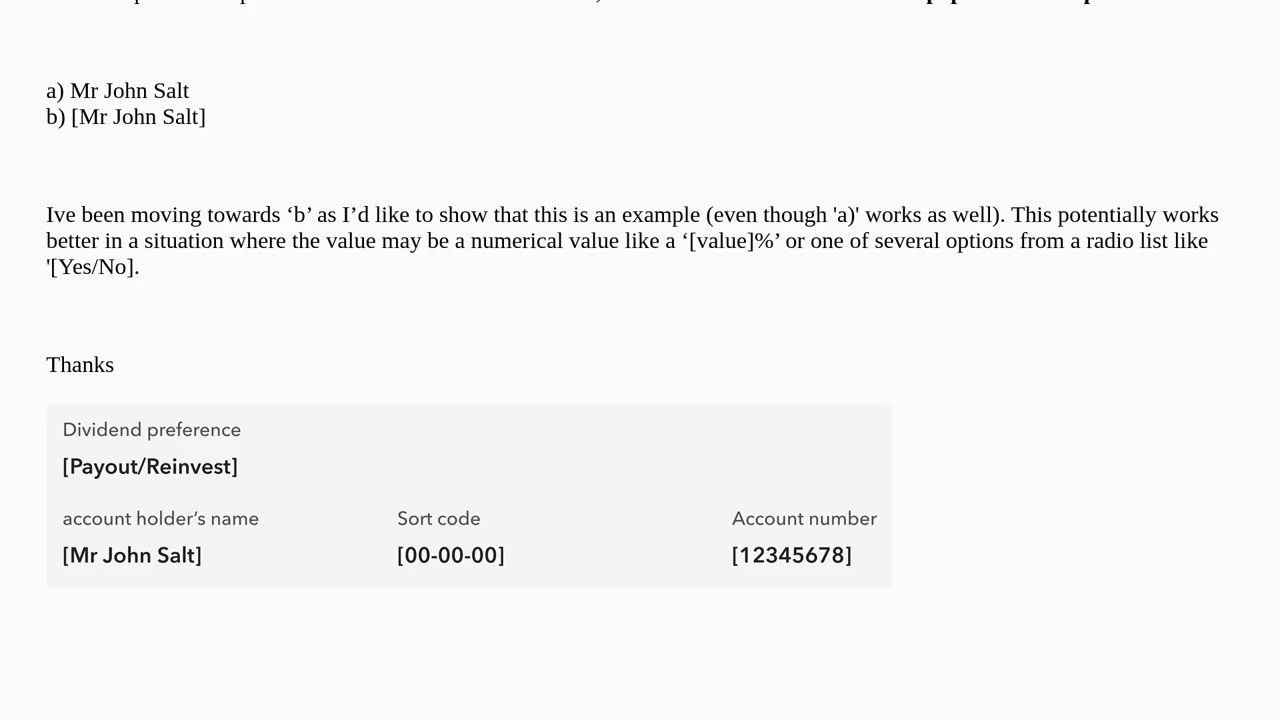 a) Mr John Salt
b) [Mr John Salt]
Ive been moving towards ‘b’ as I’d like to show that this is an example (even though 'a)' works as well). This potentially works
better in a situation where the value may be a numerical value like a ‘[value]%’ or one of several options from a radio list like
'[Yes/No].
Thanks
Dividend preference
[Payout/Reinvest]
account holder’s name Sort code Account number
[Mr John Salt] [00-00-00] [12345678]